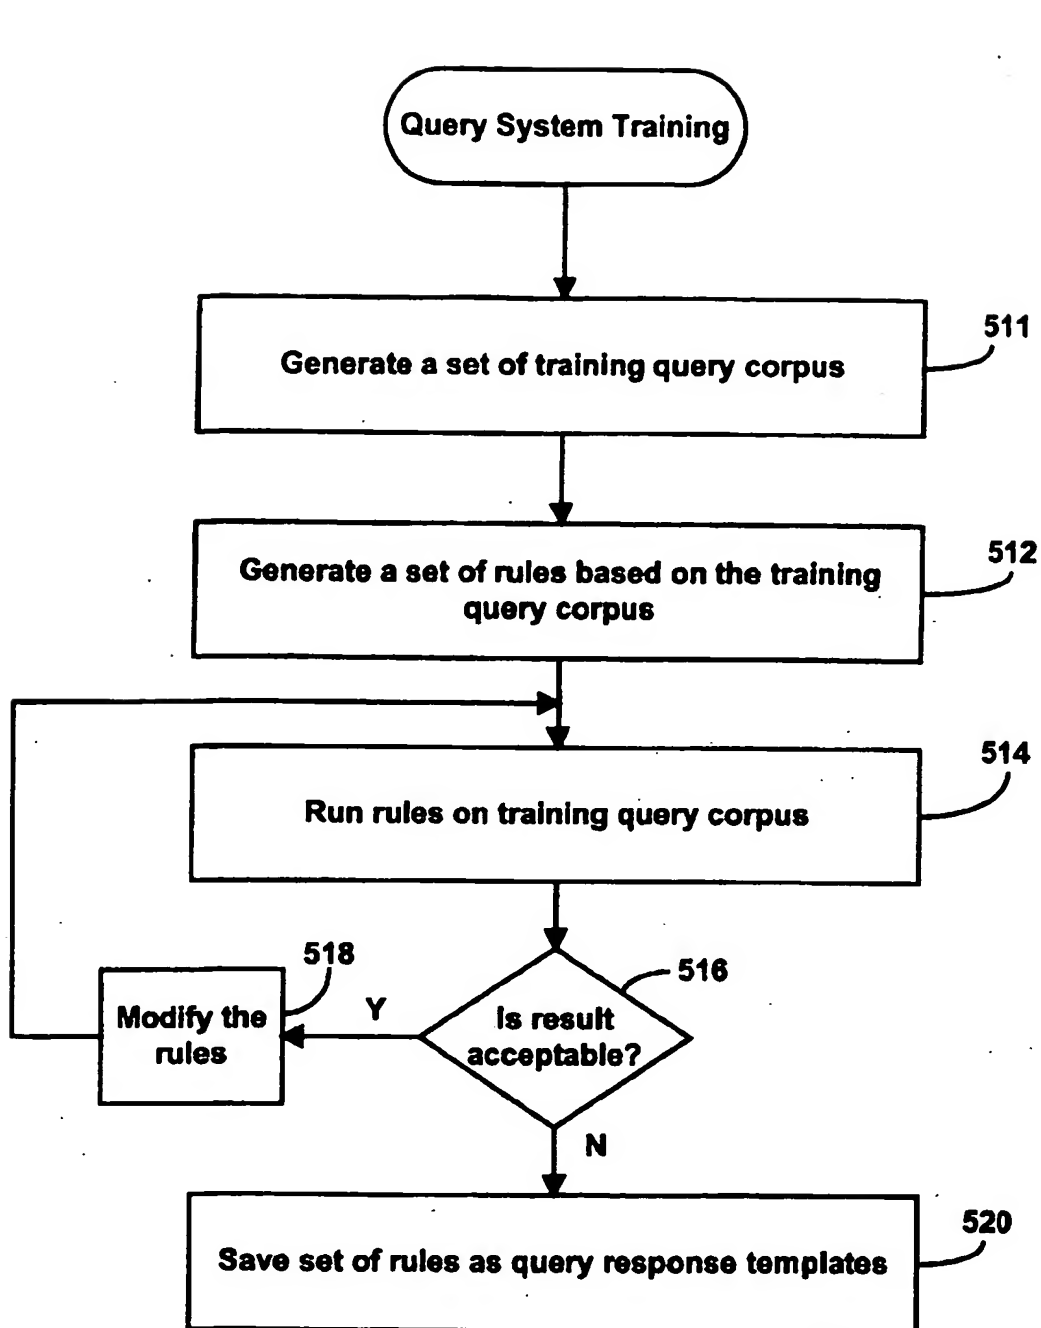 Query System Training
511
Generate a set of training query corpus
512
Generate a set of rules based on the training
query corpus
514
Run rules on training query corpus
518
516
Modify the
rules
Y
Is result
acceptable?
N
520
Save set of rules as query response templates